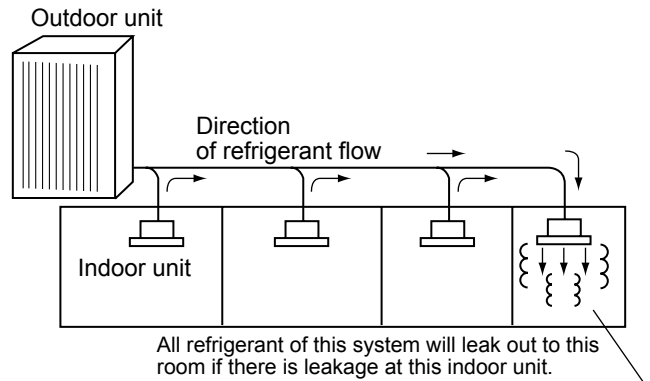 Outdoor unit
Direction
of refrigerant flow
Indoor unit
All refrigerant of this system will leak out to this
room if there is leakage at this indoor unit.